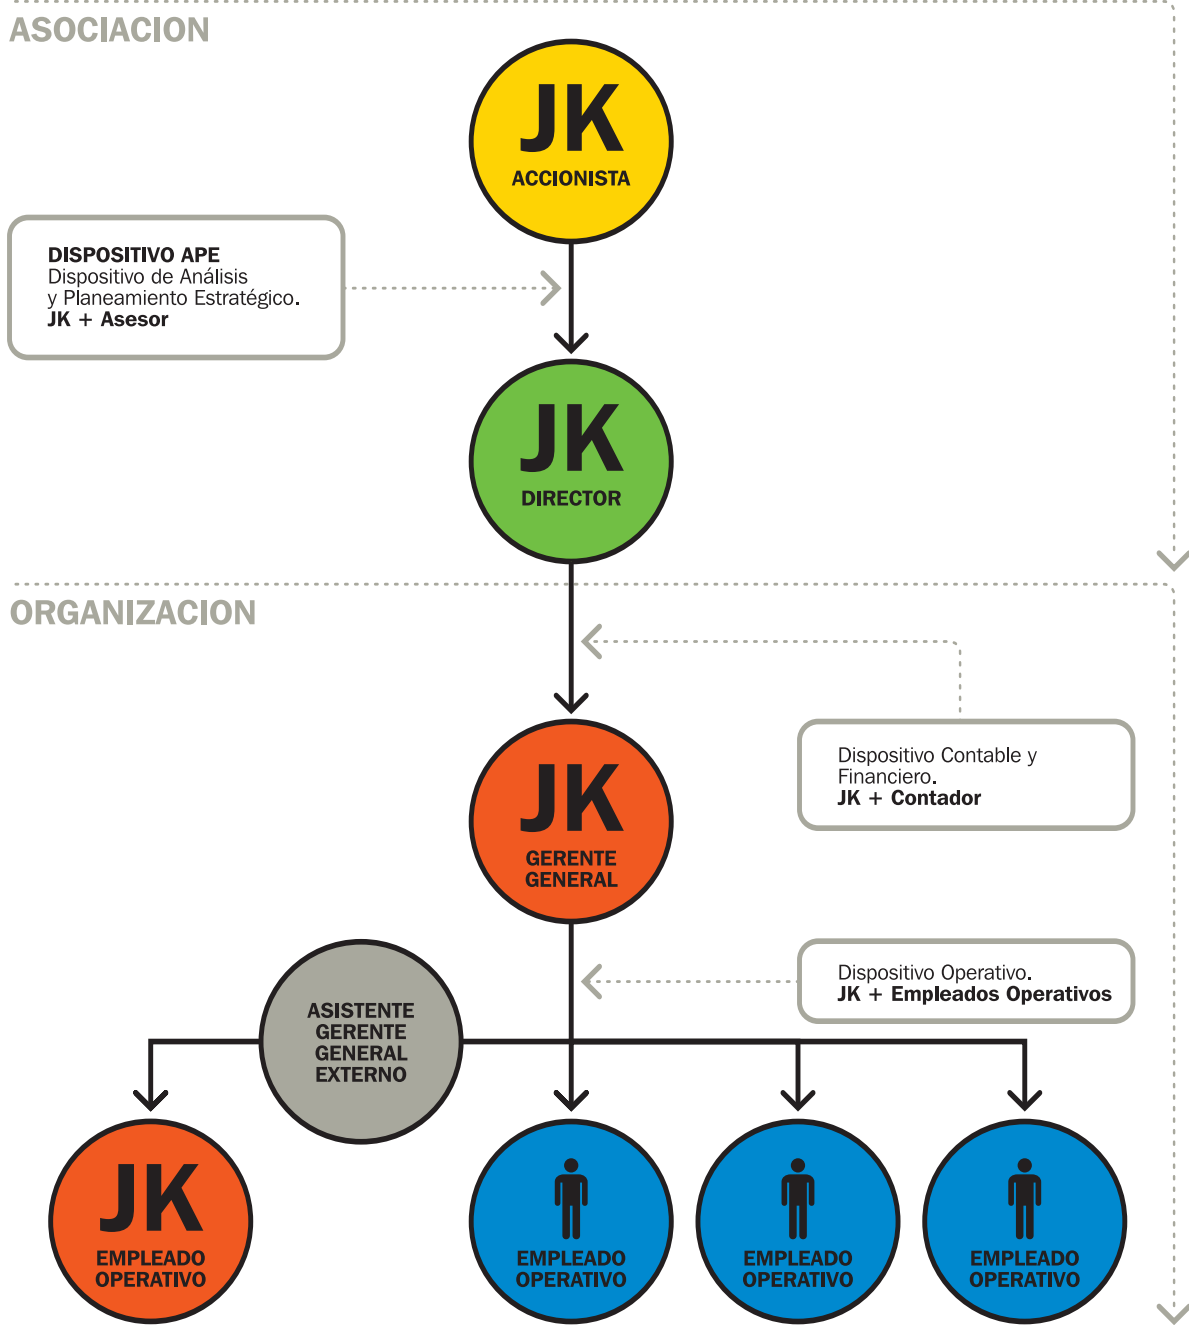 ASOCIACION
JK
ACCIONISTA
DISPOSITIVO APE
Dispositivo de Análisis
y Planeamiento Estratégico.
JK + Asesor
JK
DIRECTOR
ORGANIZACION
Dispositivo Contable y
Financiero.
JK + Contador
JK
GERENTE
GENERAL
Dispositivo Operativo.
JK + Empleados Operativos
ASISTENTE
GERENTE
GENERAL
EXTERNO
JK
EMPLEADO
OPERATIVO
EMPLEADO
OPERATIVO
EMPLEADO
OPERATIVO
EMPLEADO
OPERATIVO